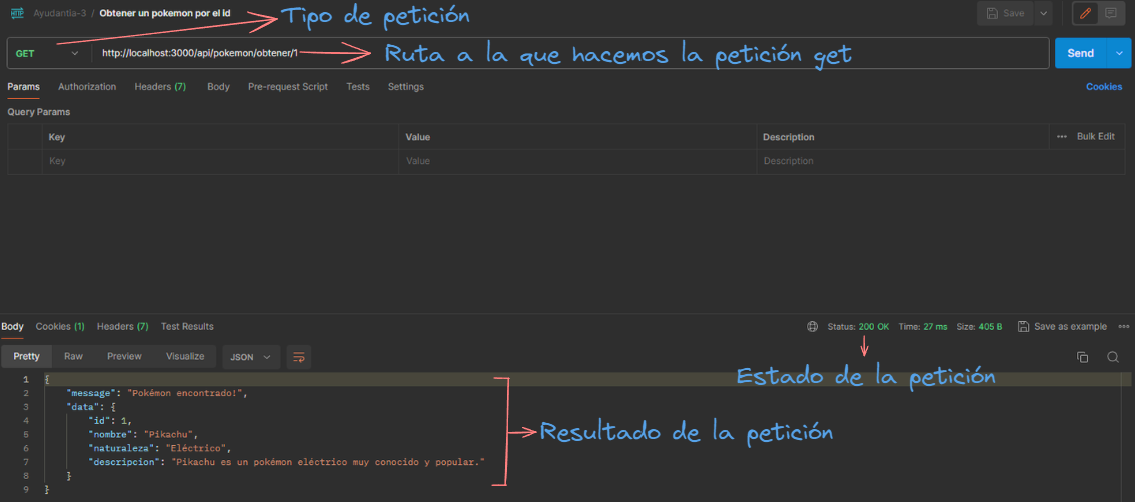 HTTP Ayudantia-3 / Obtener un pokemon por el Id
Tipo de petición
Save
GET http://localhost:3000/api/pokemon/obtener/1
Ruta a la que hacemos la petición get
Send
Params Authorization Headers (7) Body Pre-request Script Tests Settings Cookies
Query Params
Key Value Description ••• Bulk Edit
Key Value Description
Body Cookies (1) Headers (7) Test Results Status: 200 OK Time: 27 ms Size: 405 B Save as example •••
Pretty Raw Preview Visualize JSON
Estado de la petición
1 {
2 "message": "Pokémon encontrado!",
3 "data": {
4 "id": 1,
5 "nombre": "Pikachu",
6 "naturaleza": "Eléctrico",
7 "descripcion": "Pikachu es un pokémon eléctrico muy conocido y popular."
8 }
9 }
Resultado de la petición